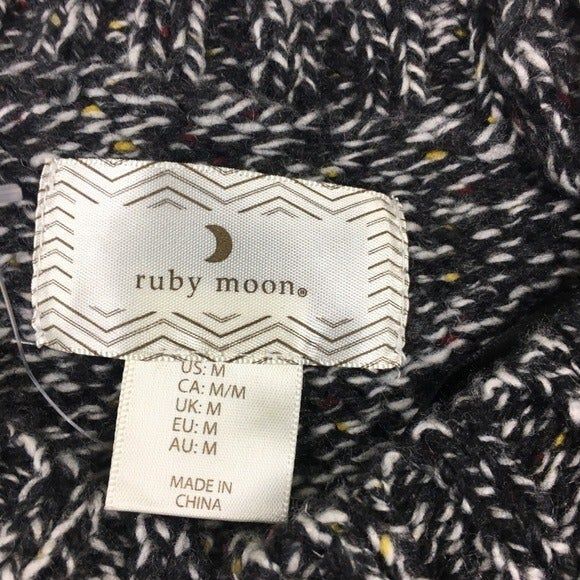 ruby moon®
US: M
CA: M/M
UK: M
EU: M
AU: M
MADE IN
CHINA